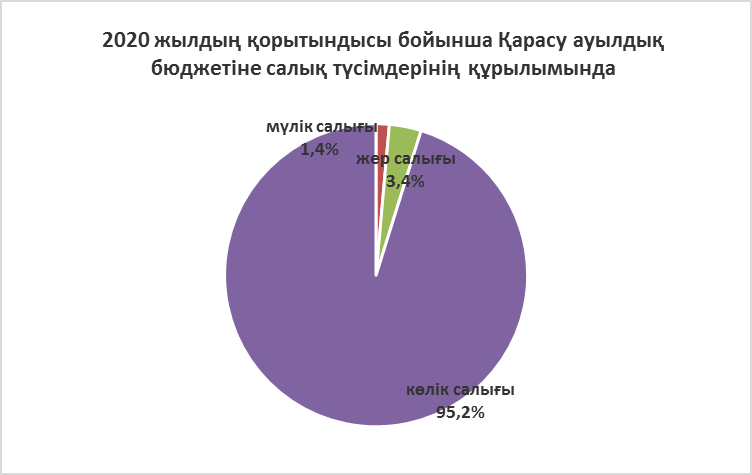 2020 жылдың қорытындысы бойынша Қарасу ауылдық
бюджетіне салық түсімдерінің құрылымында
мүлік салығы
1,4%
жер салығы
3,4%
көлік салығы
95,2%